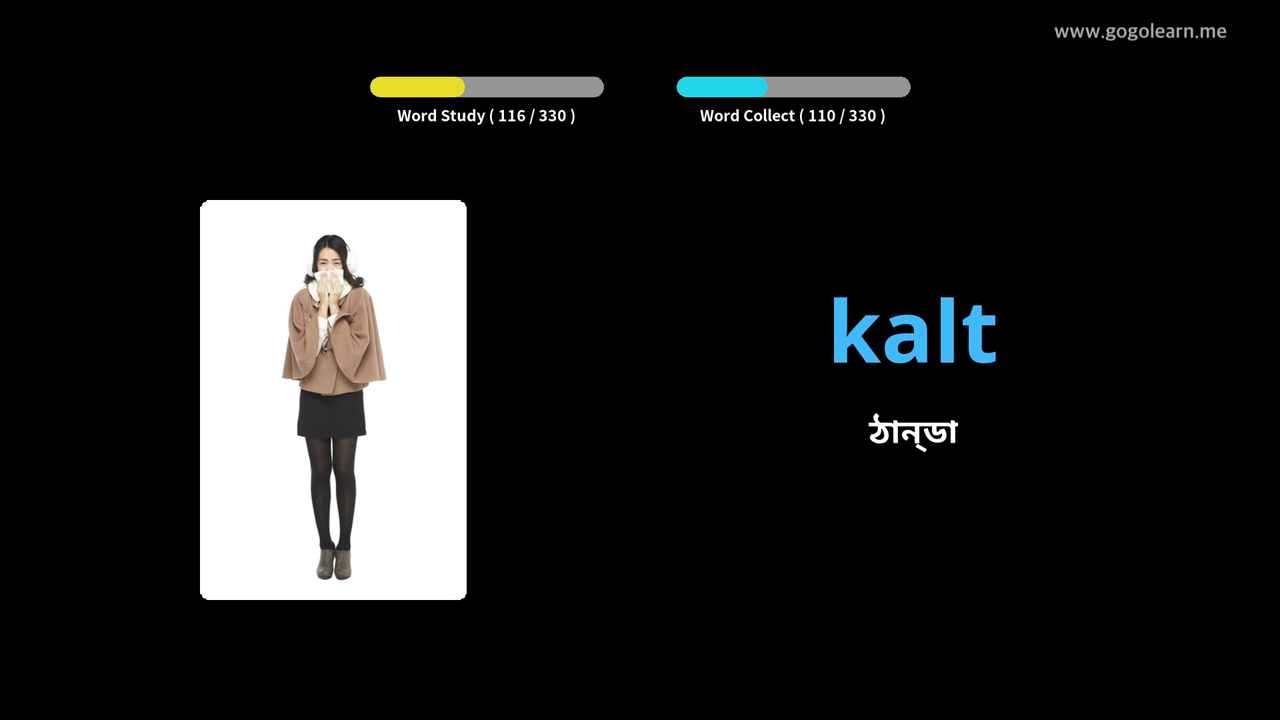 www.gogolearn.me
Word Study ( 116 / 330 )
Word Collect ( 110 / 330 )
kalt
ঠান্‌ডা